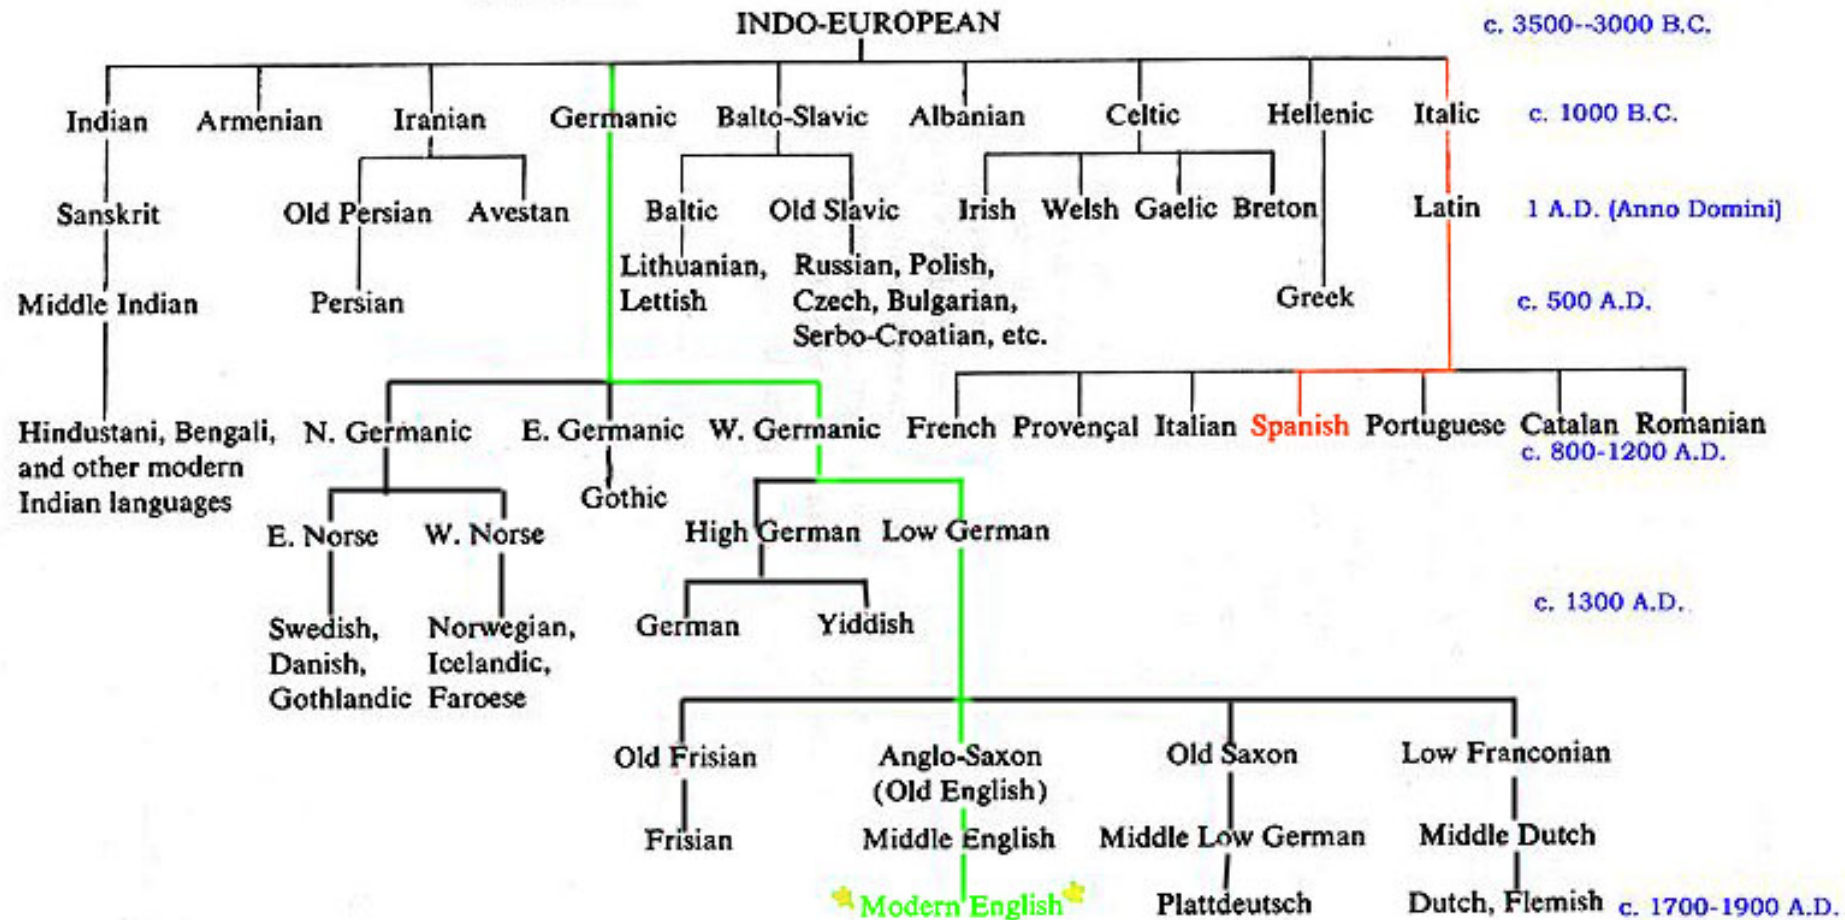 INDO-EUROPEAN c. 3500--3000 B.C.
Indian Armenian Iranian Germanic Balto-Slavic Albanian Celtic Hellenic Italic c. 1000 B.C.
Sanskrit Old Persian Avestan Baltic Old Slavic Irish Welsh Gaelic Breton Latin 1 A.D. (Anno Domini)
Lithuanian, Russian, Polish,
Middle Indian Persian Lettish Czech, Bulgarian, Greek c. 500 A.D.
Serbo-Croatian, etc.
Hindustani, Bengali, N. Germanic E. Germanic W. Germanic French Provençal Italian Spanish Portuguese Catalan Romanian
c. 800-1200 A.D.
and other modern
Indian languages Gothic
E. Norse W. Norse High German Low German
c. 1300 A.D.
Swedish, Norwegian, German Yiddish
Danish, Icelandic,
Gothlandic Faroese
Old Frisian Anglo-Saxon Old Saxon Low Franconian
(Old English)
Frisian Middle English Middle Low German Middle Dutch
Modern English Plattdeutsch Dutch, Flemish c. 1700-1900 A.D.